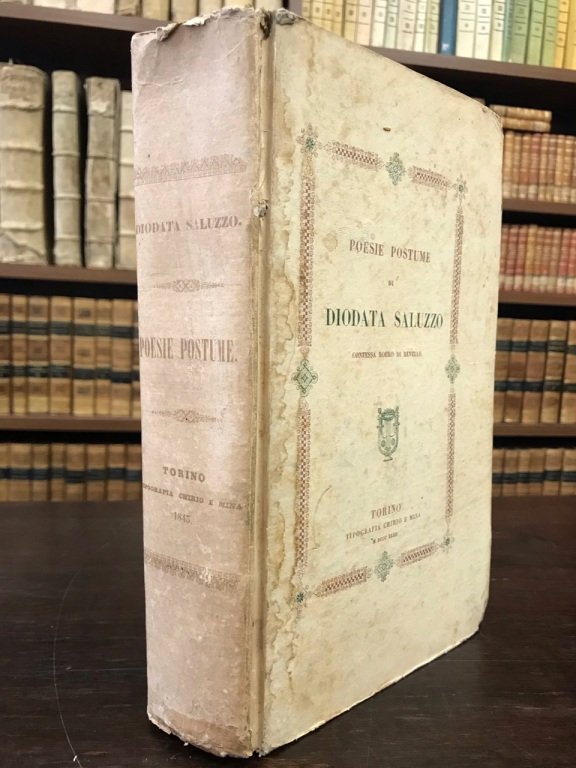 DIODATA SALUZZO.
POESIE POSTUME.
TORINO
TIPOGRAFIA CHIRIO E MINA
1843
POESIE POSTUME
DI
DIODATA SALUZZO
CONTESSA ROERO DI REVELLO
TORINO
TIPOGRAFIA CHIRIO E MINA